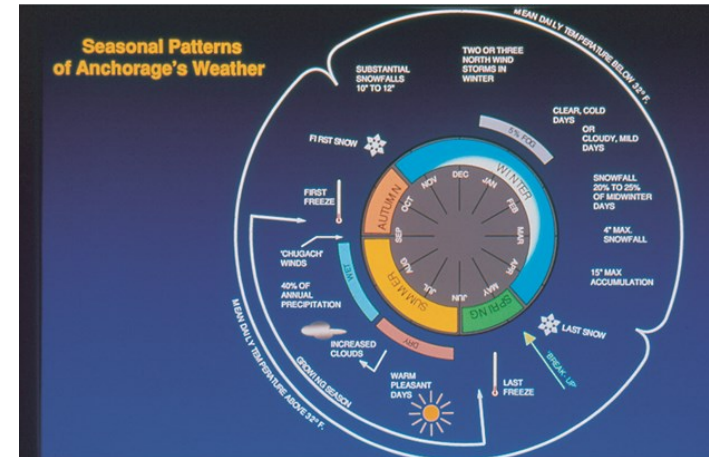 Seasonal Patterns
of Anchorage's Weather
MEAN DAILY TEMPERATURE BELOW 32° F.
SUBSTANTIAL
SNOWFALLS
10" TO 12"
TWO OR THREE
NORTH WIND
STORMS IN
WINTER
CLEAR, COLD
DAYS
OR
CLOUDY, MILD
DAYS
5% FOG
FIRST SNOW
SNOWFALL
20% TO 25%
OF MIDWINTER
DAYS
FIRST
FREEZE
4" MAX.
SNOWFALL
15" MAX
ACCUMULATION
'CHUGACH'
WINDS
40% OF
ANNUAL
PRECIPITATION
WINTER
AUTUMN
SUMMER
SPRING
DEC
JAN
FEB
MAR
APR
MAY
JUN
JUL
AUG
SEP
OCT
NOV
WET
DRY
LAST SNOW
'BREAK-UP'
INCREASED
CLOUDS
WARM
PLEASANT
DAYS
LAST
FREEZE
GROWING SEASON
MEAN DAILY TEMPERATURE ABOVE 32° F.